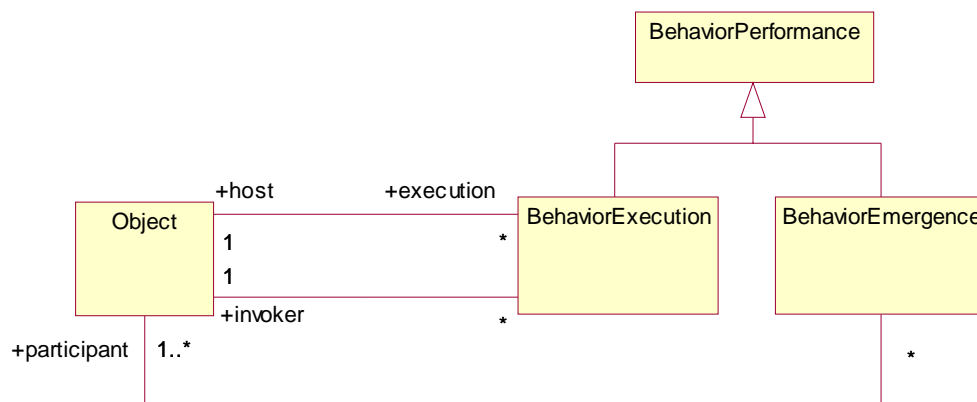 BehaviorPerformance
+host
+execution
Object
BehaviorExecution
BehaviorEmergence
1
*
1
+invoker
*
+participant
1..*
*